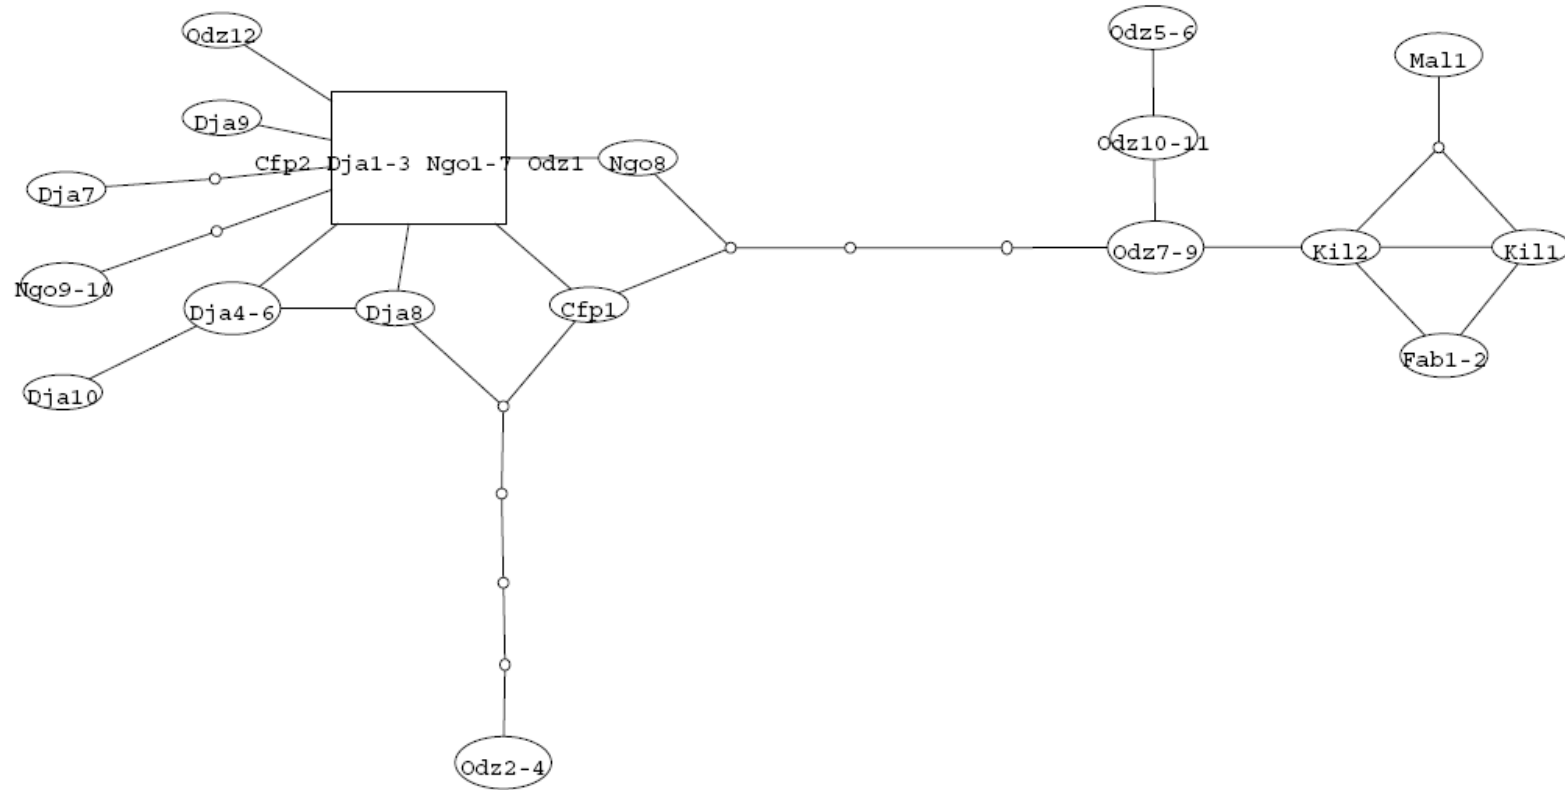 Odz12
Odz5-6
Mal1
Dja9
Odz10-11
Cfp2 Dja1-3 Ngo1-7 Odz1
Ngo8
Dja7
Odz7-9
Kil2
Kil1
Ngo9-10
Dja4-6
Dja8
Cfp1
Fab1-2
Dja10
Odz2-4